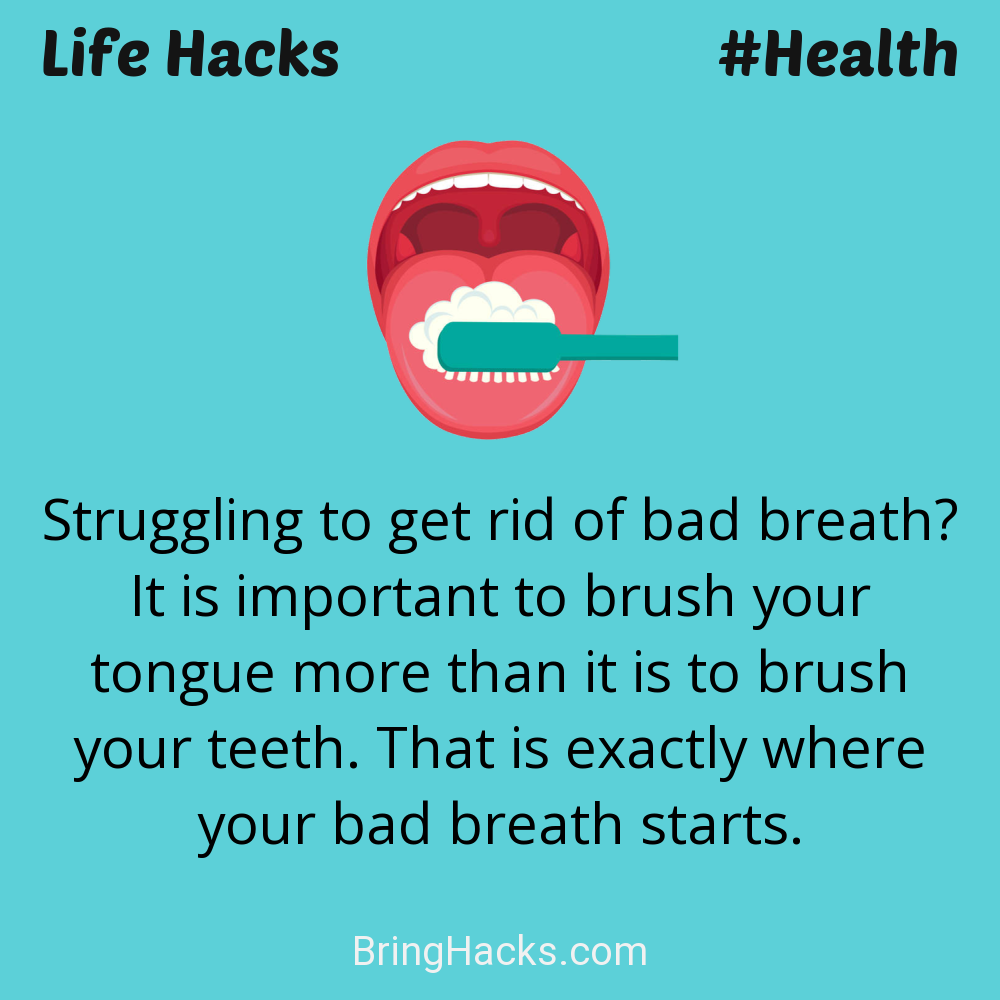 Life Hacks #Health
Struggling to get rid of bad breath?
It is important to brush your
tongue more than it is to brush
your teeth. That is exactly where
your bad breath starts.
BringHacks.com